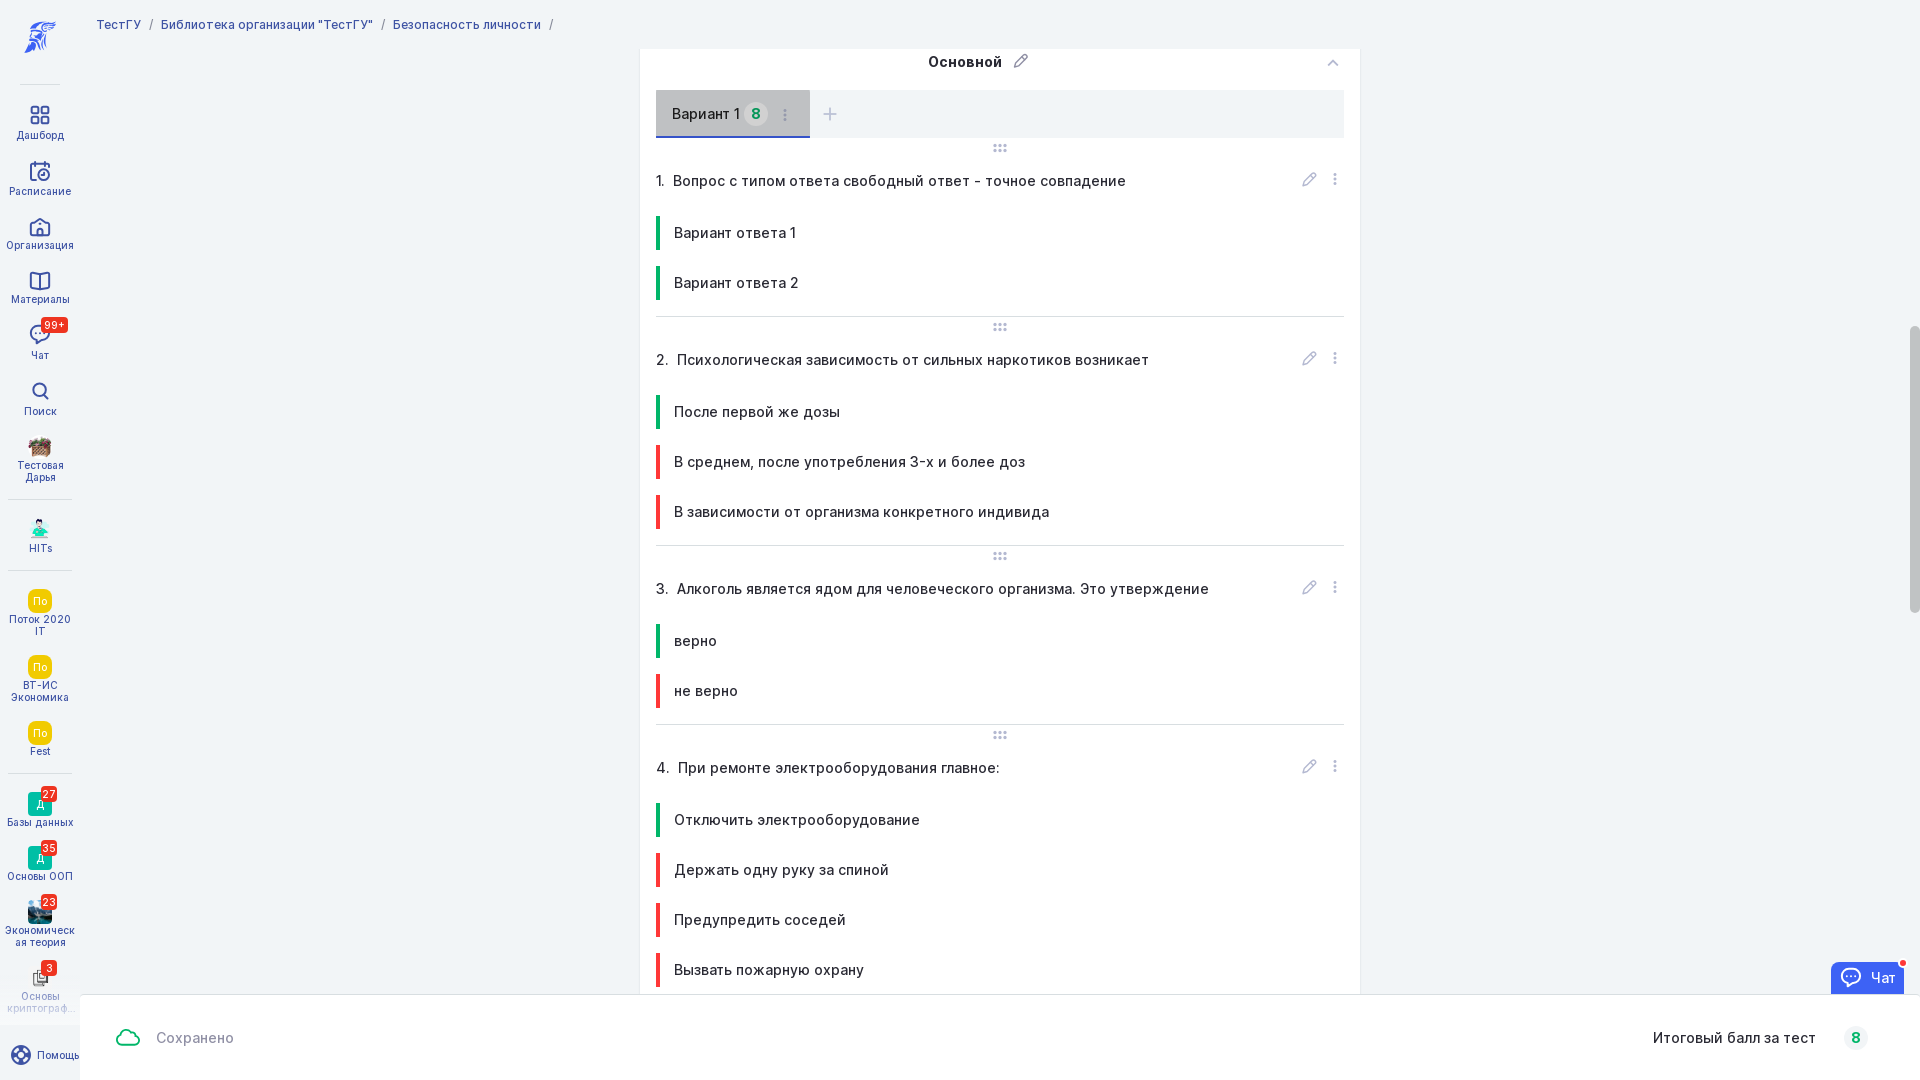 ТестГУ / Библиотека организации "ТестГУ" / Безопасность личности /
Дашборд
Расписание
Организация
Материалы
99+
Чат
Поиск
Тестовая
Дарья
HITs
По
Поток 2020
IT
По
ВТ-ИС
Экономика
По
Fest
27
Д
Базы данных
35
Д
Основы ООП
23
Экономическ
ая теория
3
Основы
криптограф...
Помощь
Основной
Вариант 1 8
1. Вопрос с типом ответа свободный ответ - точное совпадение
Вариант ответа 1
Вариант ответа 2
2. Психологическая зависимость от сильных наркотиков возникает
После первой же дозы
В среднем, после употребления 3-х и более доз
В зависимости от организма конкретного индивида
3. Алкоголь является ядом для человеческого организма. Это утверждение
верно
не верно
4. При ремонте электрооборудования главное:
Отключить электрооборудование
Держать одну руку за спиной
Предупредить соседей
Вызвать пожарную охрану
Чат
Сохранено
Итоговый балл за тест 8